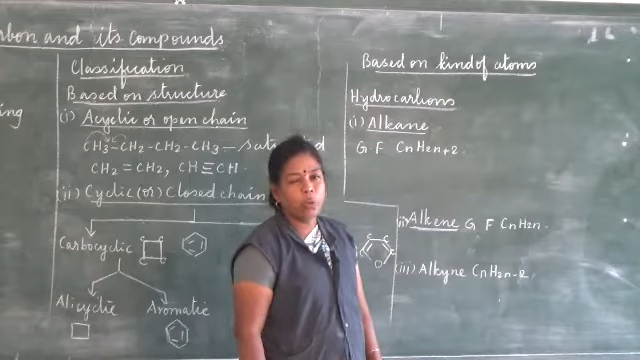 rbon and its compounds
Classification
Based on structure
ing
(i) Acyclic or open chain
CH3-CH2-CH2-CH3-
CH2=CH2, CH≡CH.
(ii) Cyclic (or) Closed chain
Carbocyclic
Alicyclic
Aromatic
Based on kind of atoms
Hydrocarbons
(i) Alkane
G F CnH2n+2.
(ii) Alkene G F CnH2n.
(iii) Alkyne CnH2n-2.